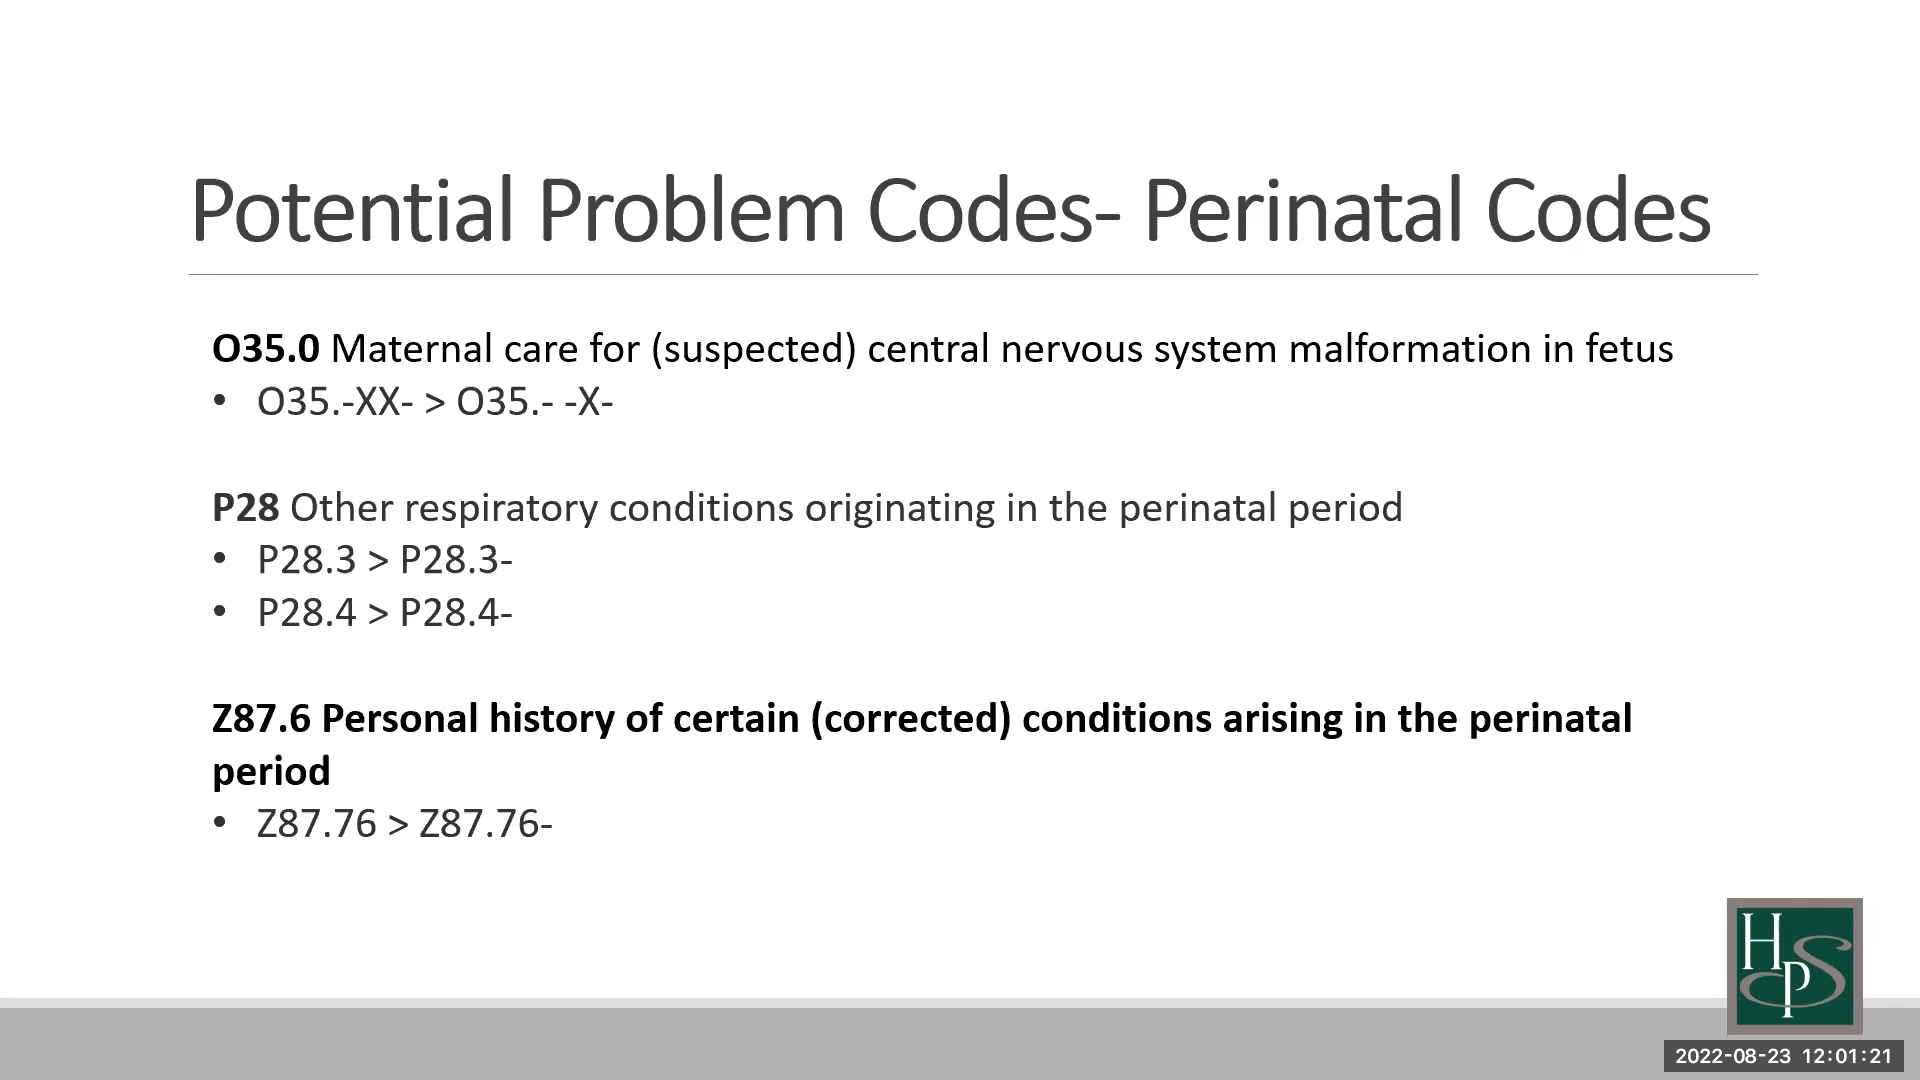 Potential Problem Codes- Perinatal Codes
O35.0 Maternal care for (suspected) central nervous system malformation in fetus
• O35.-XX- > O35.- -X-
P28 Other respiratory conditions originating in the perinatal period
• P28.3 > P28.3-
• P28.4 > P28.4-
Z87.6 Personal history of certain (corrected) conditions arising in the perinatal
period
• Z87.76 > Z87.76-
HPS
2022-08-23 12:01:21